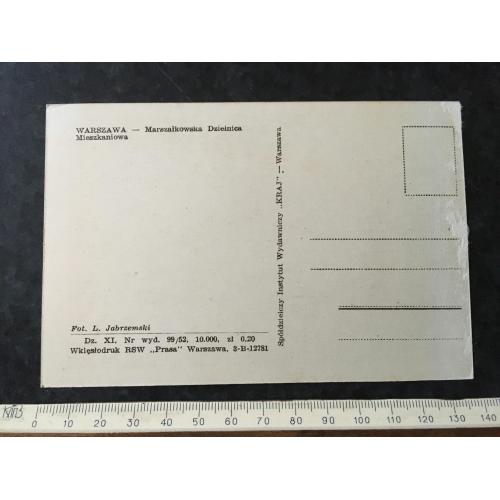 WARSZAWA — Marszałkowska Dzielnica
Mieszkaniowa
Fot. L. Jabrzemski
Dz. XI, Nr wyd. 99/52, 10.000, zł 0,20
Wklęsłodruk RSW „Prasa” Warszawa, 3-B-12781
Spółdzielczy Instytut Wydawniczy „KRAJ” — Warszawa
0 10 20 30 40 50 60 70 80 90 100 110 120 130 140